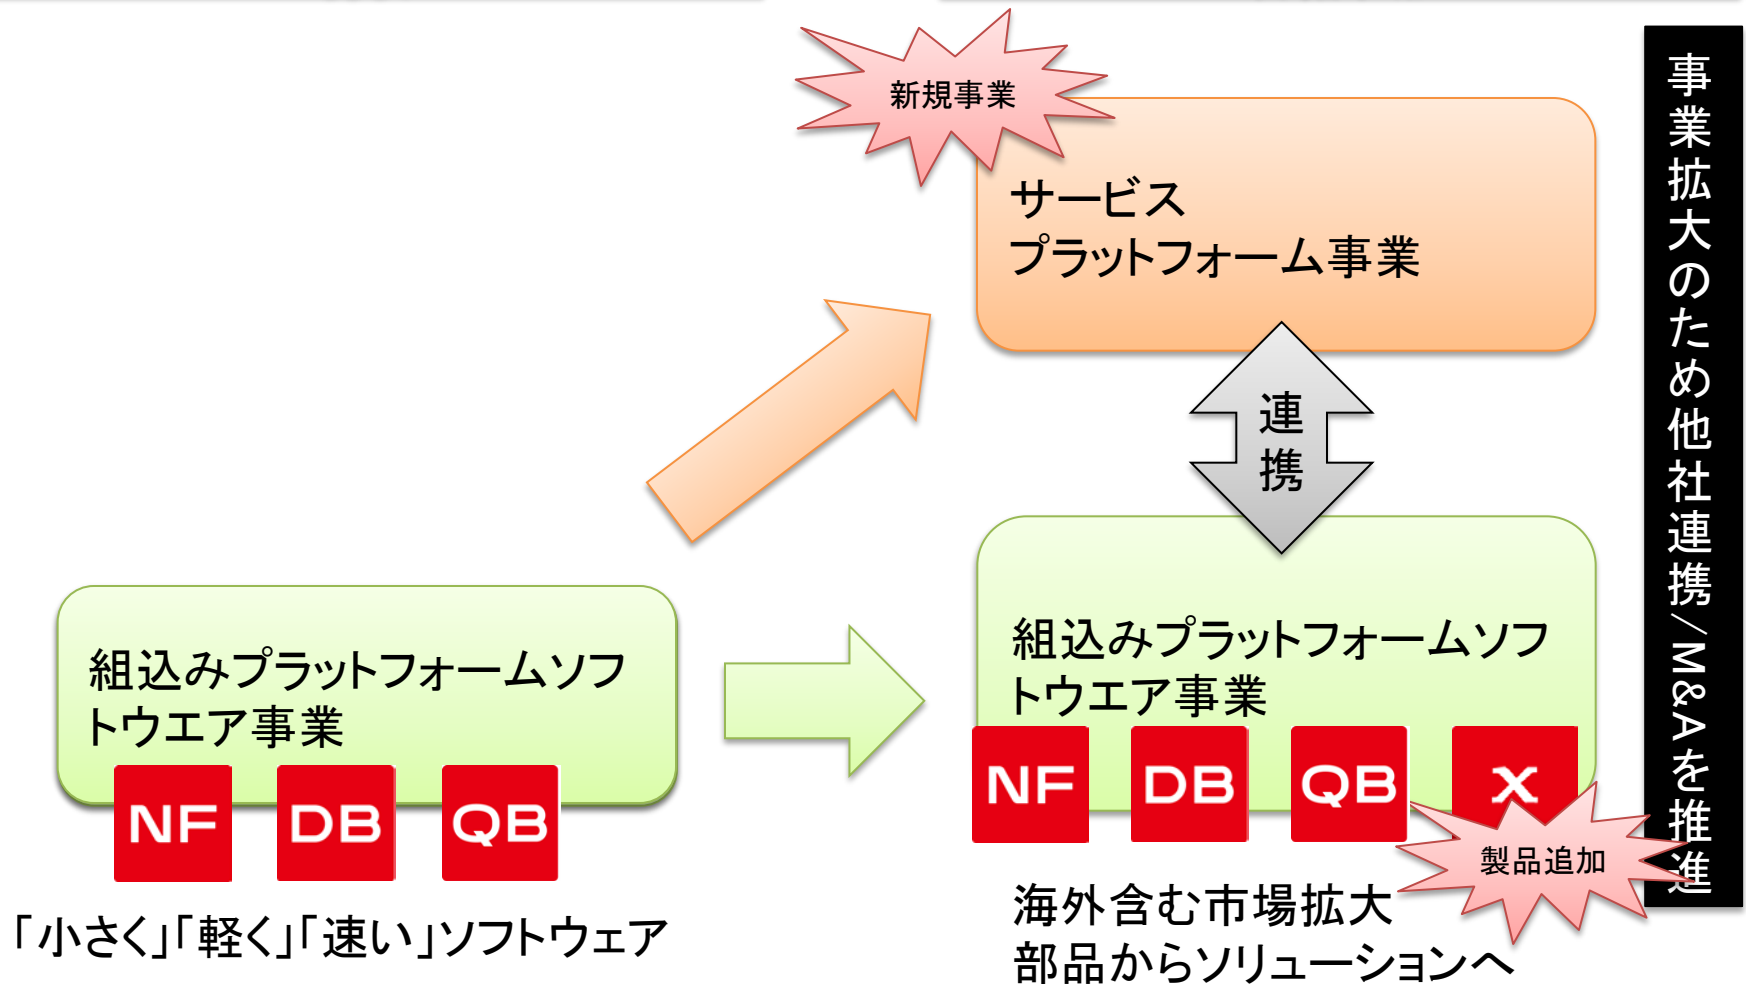 新規事業
サービス
プラットフォーム事業
連
携
組込みプラットフォームソフ
トウエア事業
NF
DB
QB
「小さく」「軽く」「速い」ソフトウェア
組込みプラットフォームソフ
トウエア事業
NF
DB
QB
X
製品追加
海外含む市場拡大
部品からソリューションへ
事業拡大のため他社連携/M&Aを推進